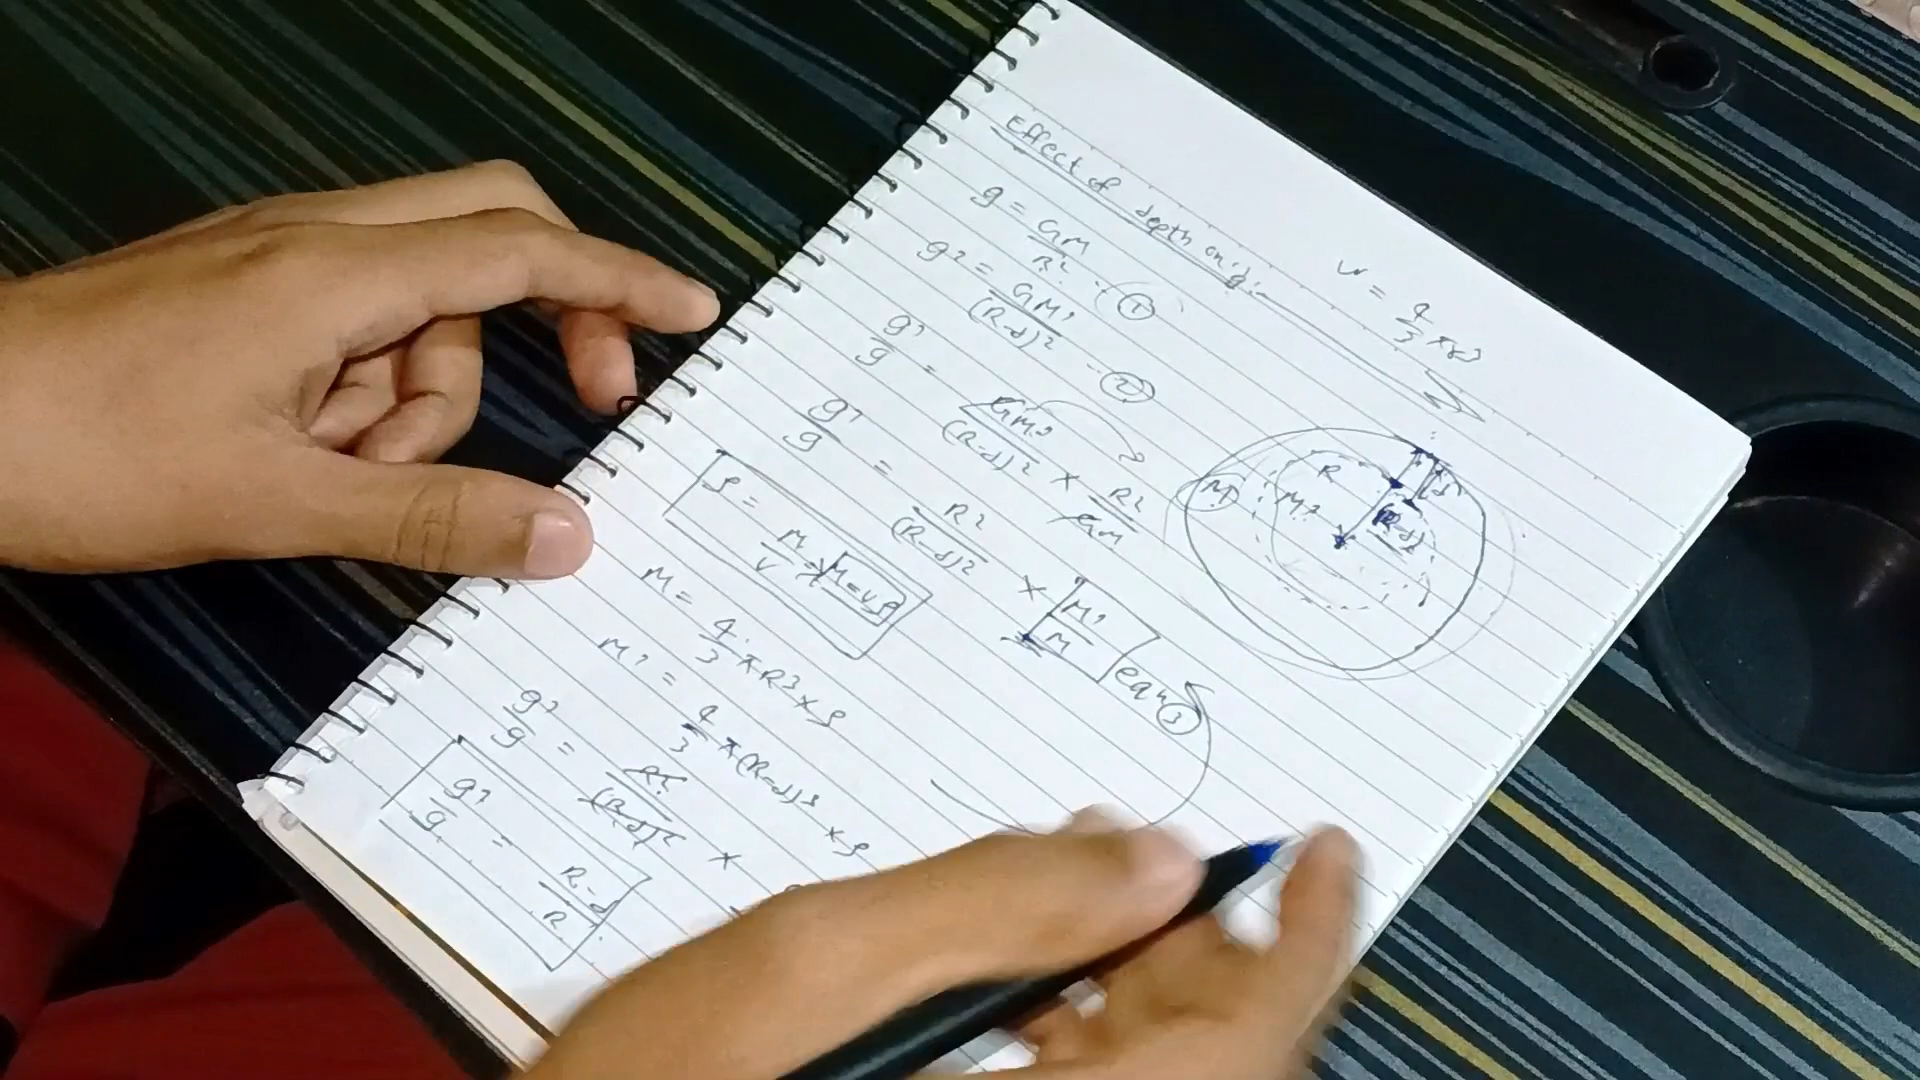 Effect of depth on g:-
V = 4/3 πr3
g = GM/R2 - (1)
g' = GM'/(R-d)2 - (2)
g'/g = GM'/(R-d)2 × R2/GM
g'/g = R2/(R-d)2 × M'/M eqn (3)
ρ = M/V M=Vρ
M = 4/3 πR3 × ρ
M' = 4/3 π(R-d)3 × ρ
g'/g = R2/(R-d)2 ×
g'/g = R-d/R
M
M'
R
d
(R-d)